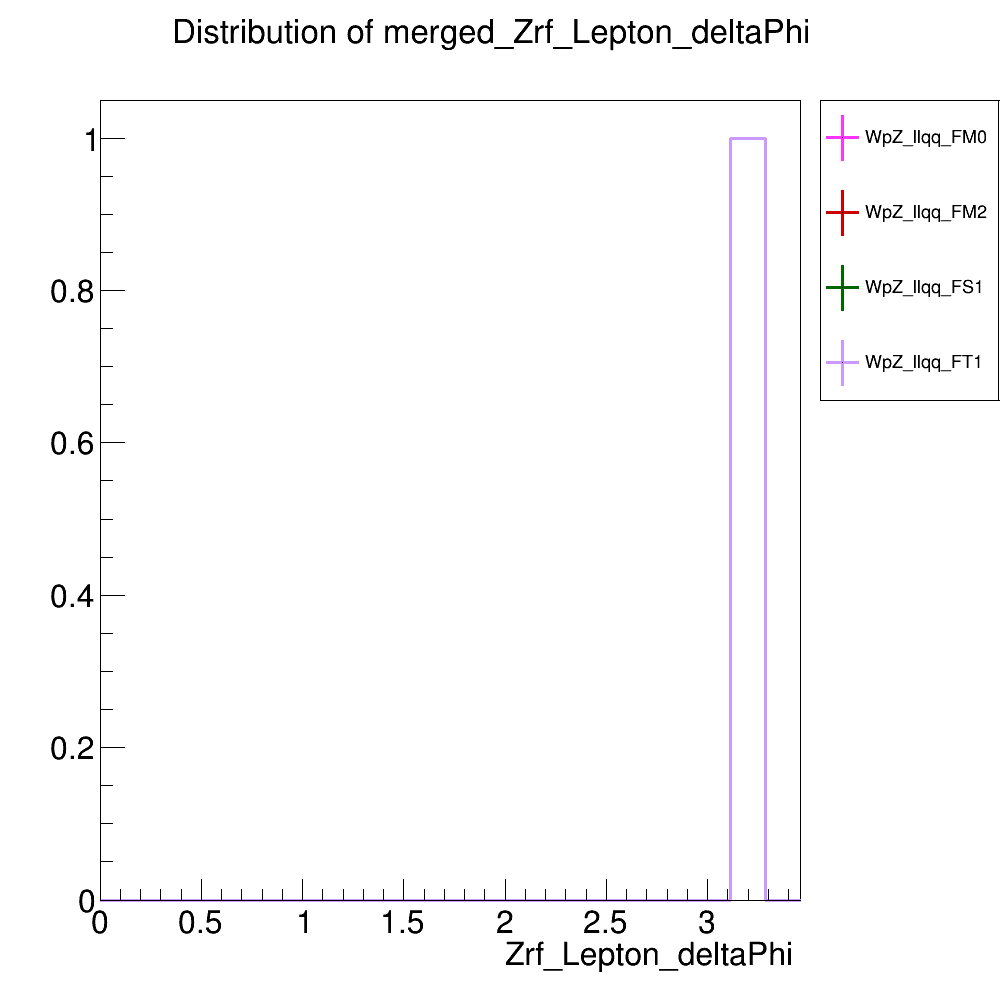 Distribution of merged_Zrf_Lepton_deltaPhi
1
0.8
0.6
0.4
0.2
0
0 0.5 1 1.5 2 2.5 3
Zrf_Lepton_deltaPhi
WpZ_llqq_FM0
WpZ_llqq_FM2
WpZ_llqq_FS1
WpZ_llqq_FT1